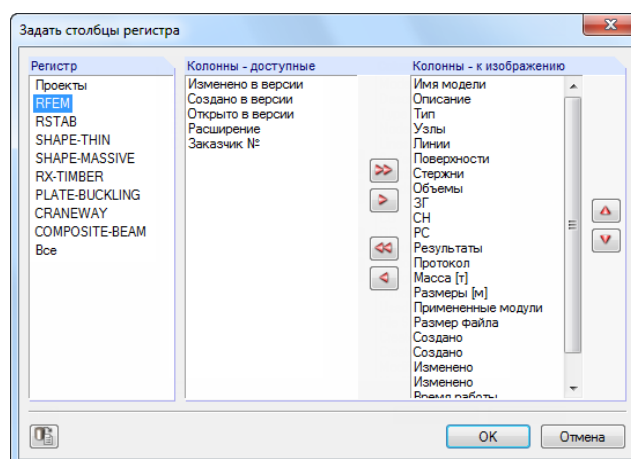 Задать столбцы регистра
Регистр
Проекты
RFEM
RSTAB
SHAPE-THIN
SHAPE-MASSIVE
RX-TIMBER
PLATE-BUCKLING
CRANEWAY
COMPOSITE-BEAM
Все
Колонны - доступные
Изменено в версии
Создано в версии
Открыто в версии
Расширение
Заказчик №
Колонны - к изображению
Имя модели
Описание
Тип
Узлы
Линии
Поверхности
Стержни
Объемы
ЗГ
СН
РС
Результаты
Протокол
Масса [т]
Размеры [м]
Примененные модули
Размер файла
Создано
Создано
Изменено
Изменено
Время работы
OK
Отмена